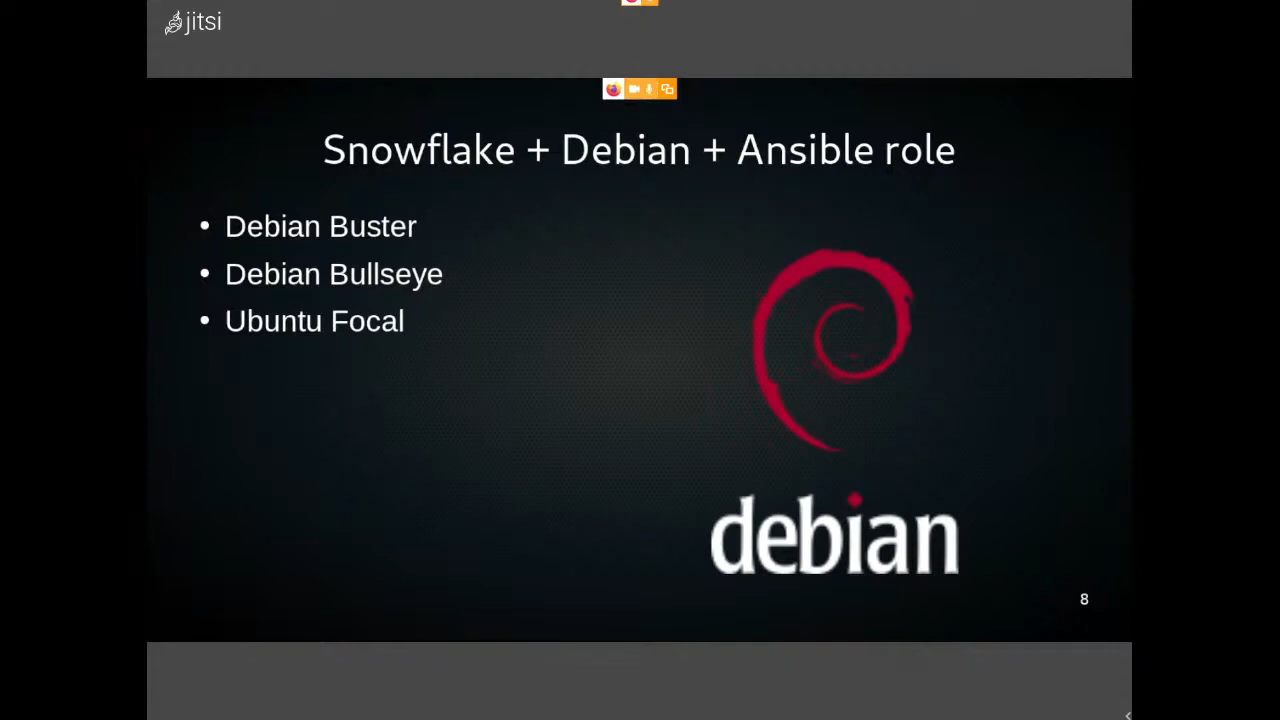 jitsi
Snowflake + Debian + Ansible role
• Debian Buster
• Debian Bullseye
• Ubuntu Focal
debian
8